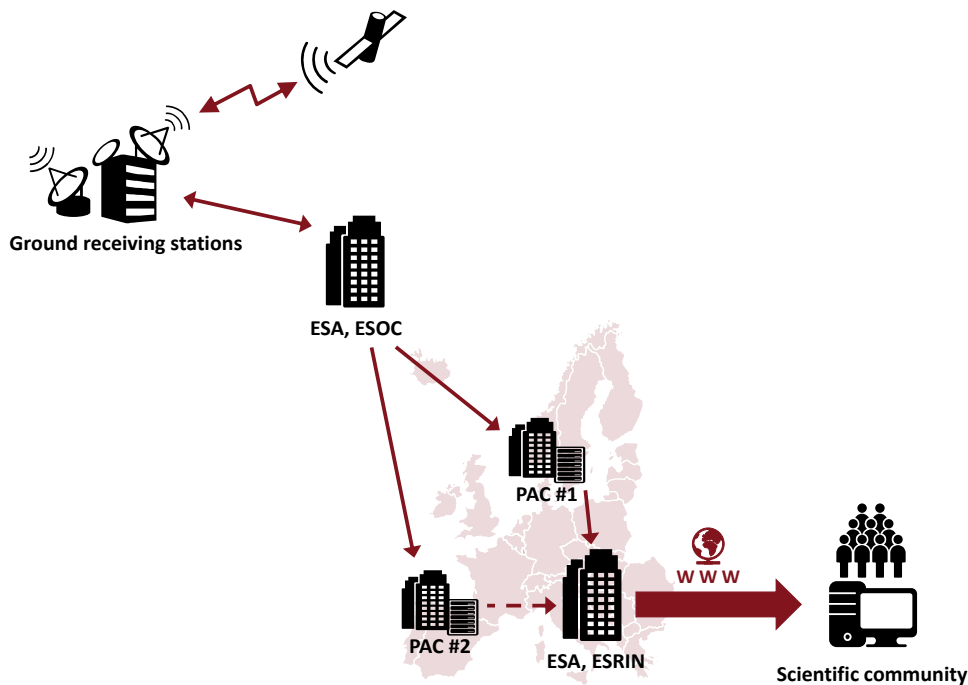 Ground receiving stations
ESA, ESOC
PAC #1
W W W
PAC #2
ESA, ESRIN
Scientific community